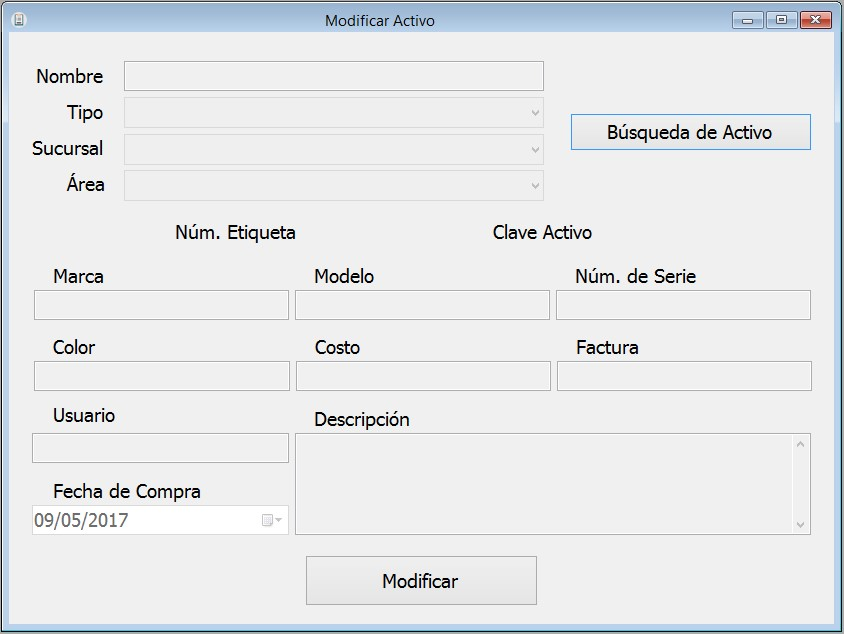 Modificar Activo
Nombre
Tipo
Búsqueda de Activo
Sucursal
Área
Núm. Etiqueta Clave Activo
Marca Modelo Núm. de Serie
Color Costo Factura
Usuario Descripción
Fecha de Compra
09/05/2017
Modificar